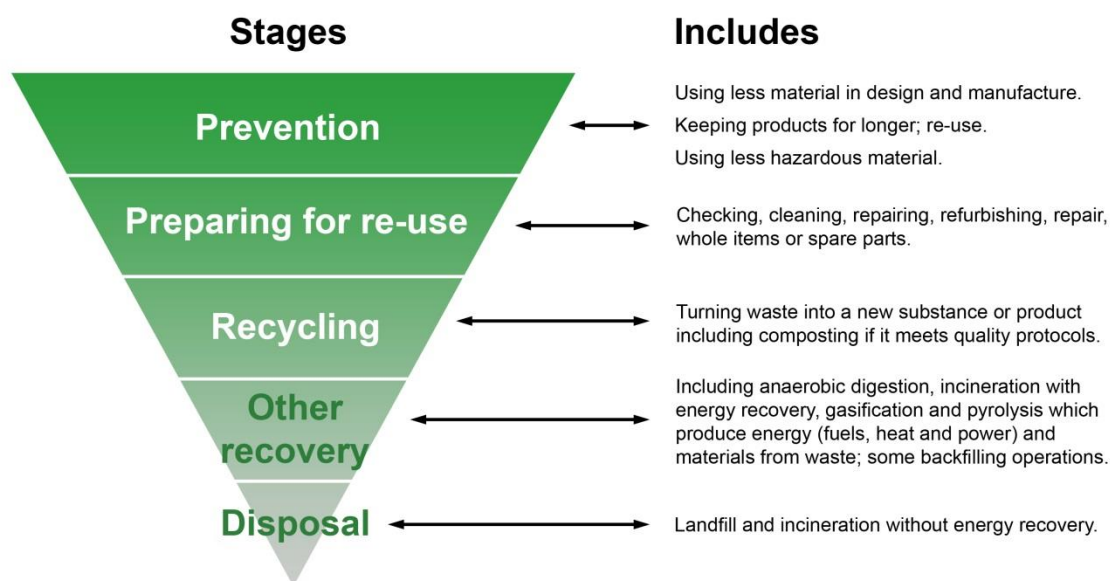 Stages
Includes
Prevention
Using less material in design and manufacture.
Keeping products for longer; re-use.
Using less hazardous material.
Preparing for re-use
Checking, cleaning, repairing, refurbishing, repair,
whole items or spare parts.
Recycling
Turning waste into a new substance or product
including composting if it meets quality protocols.
Other
recovery
Including anaerobic digestion, incineration with
energy recovery, gasification and pyrolysis which
produce energy (fuels, heat and power) and
materials from waste; some backfilling operations.
Disposal
Landfill and incineration without energy recovery.